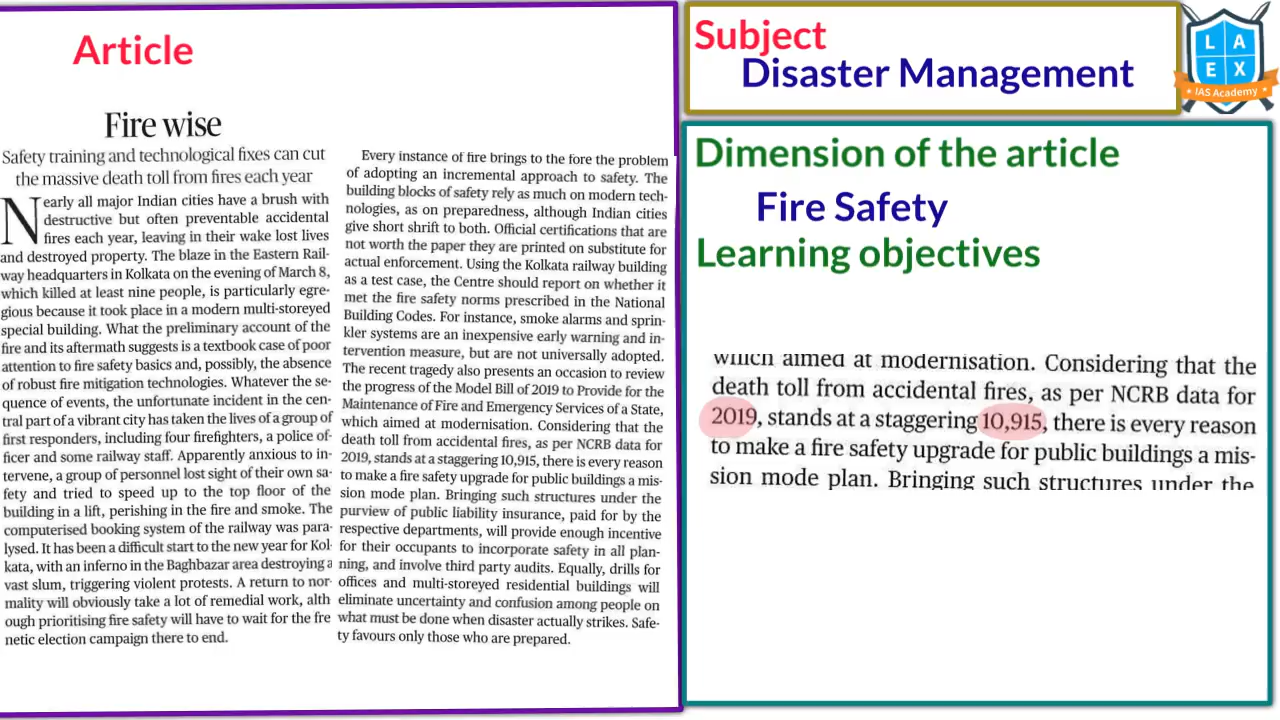 Article
Fire wise
Safety training and technological fixes can cut
the massive death toll from fires each year
Nearly all major Indian cities have a brush with
destructive but often preventable accidental
fires each year, leaving in their wake lost lives
and destroyed property. The blaze in the Eastern Rail-
way headquarters in Kolkata on the evening of March 8,
which killed at least nine people, is particularly egre-
gious because it took place in a modern multi-storeyed
special building. What the preliminary account of the
fire and its aftermath suggests is a textbook case of poor
attention to fire safety basics and, possibly, the absence
of robust fire mitigation technologies. Whatever the se-
quence of events, the unfortunate incident in the cen-
tral part of a vibrant city has taken the lives of a group of
first responders, including four firefighters, a police of-
ficer and some railway staff. Apparently anxious to in-
tervene, a group of personnel lost sight of their own sa-
fety and tried to speed up to the top floor of the
building in a lift, perishing in the fire and smoke. The
computerised booking system of the railway was para-
lysed. It has been a difficult start to the new year for Kol-
kata, with an inferno in the Baghbazar area destroying a
vast slum, triggering violent protests. A return to nor-
mality will obviously take a lot of remedial work, alth
ough prioritising fire safety will have to wait for the fre
netic election campaign there to end.
Every instance of fire brings to the fore the problem
of adopting an incremental approach to safety. The
building blocks of safety rely as much on modern tech-
nologies, as on preparedness, although Indian cities
give short shrift to both. Official certifications that are
not worth the paper they are printed on substitute for
actual enforcement. Using the Kolkata railway building
as a test case, the Centre should report on whether it
met the fire safety norms prescribed in the National
Building Codes. For instance, smoke alarms and sprin-
kler systems are an inexpensive early warning and in-
tervention measure, but are not universally adopted.
The recent tragedy also presents an occasion to review
the progress of the Model Bill of 2019 to Provide for the
Maintenance of Fire and Emergency Services of a State,
which aimed at modernisation. Considering that the
death toll from accidental fires, as per NCRB data for
2019, stands at a staggering 10,915, there is every reason
to make a fire safety upgrade for public buildings a mis-
sion mode plan. Bringing such structures under the
purview of public liability insurance, paid for by the
respective departments, will provide enough incentive
for their occupants to incorporate safety in all plan-
ning, and involve third party audits. Equally, drills for
offices and multi-storeyed residential buildings will
eliminate uncertainty and confusion among people on
what must be done when disaster actually strikes. Safe-
ty favours only those who are prepared.
Subject
Disaster Management
L A
E X
IAS Academy
Dimension of the article
Fire Safety
Learning objectives
which aimed at modernisation. Considering that the
death toll from accidental fires, as per NCRB data for
2019, stands at a staggering 10,915, there is every reason
to make a fire safety upgrade for public buildings a mis-
sion mode plan. Bringing such structures under the